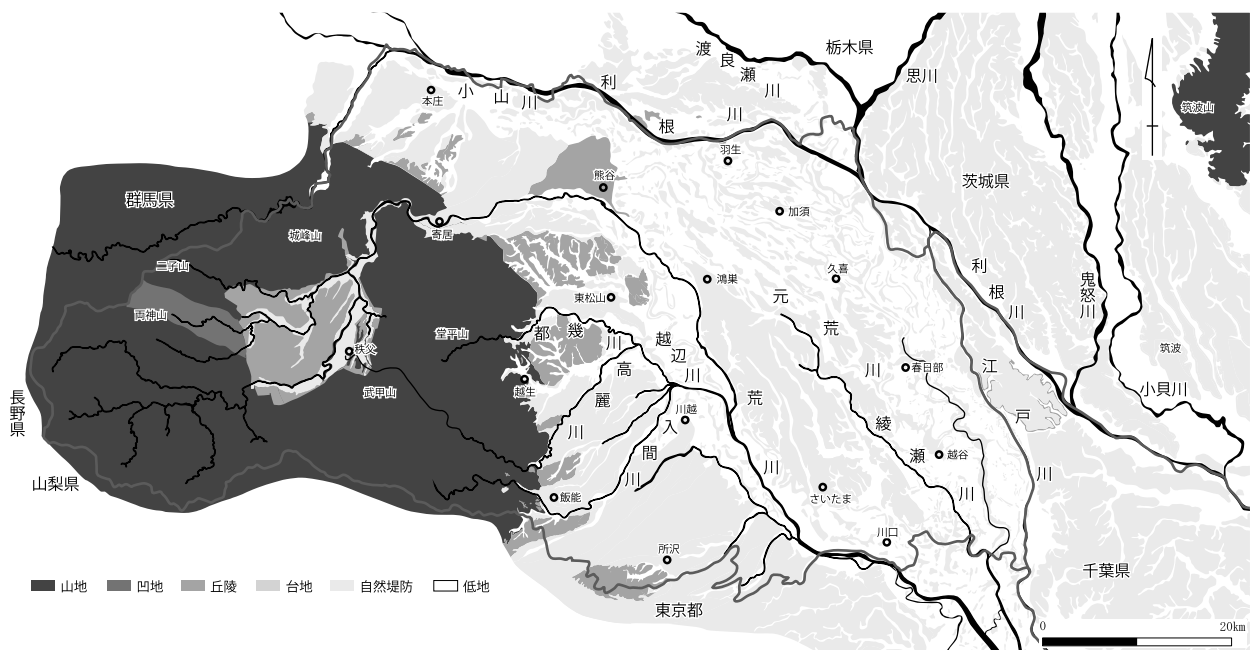 栃木県
渡良瀬川
思川
利根川
小山川
本庄
筑波山
羽生
熊谷
茨城県
群馬県
加須
寄居
城峰山
二子山
久喜
利根川
鴻巣
鬼怒川
東松山
元荒川
両神山
堂平山
都幾川
越辺川
秩父
筑波
江戸川
春日部
高麗川
小貝川
越生
武甲山
長野県
荒川
川越
綾瀬川
入間川
越谷
山梨県
さいたま
飯能
川口
所沢
千葉県
東京都
山地
凹地
丘陵
台地
自然堤防
低地
0
20km